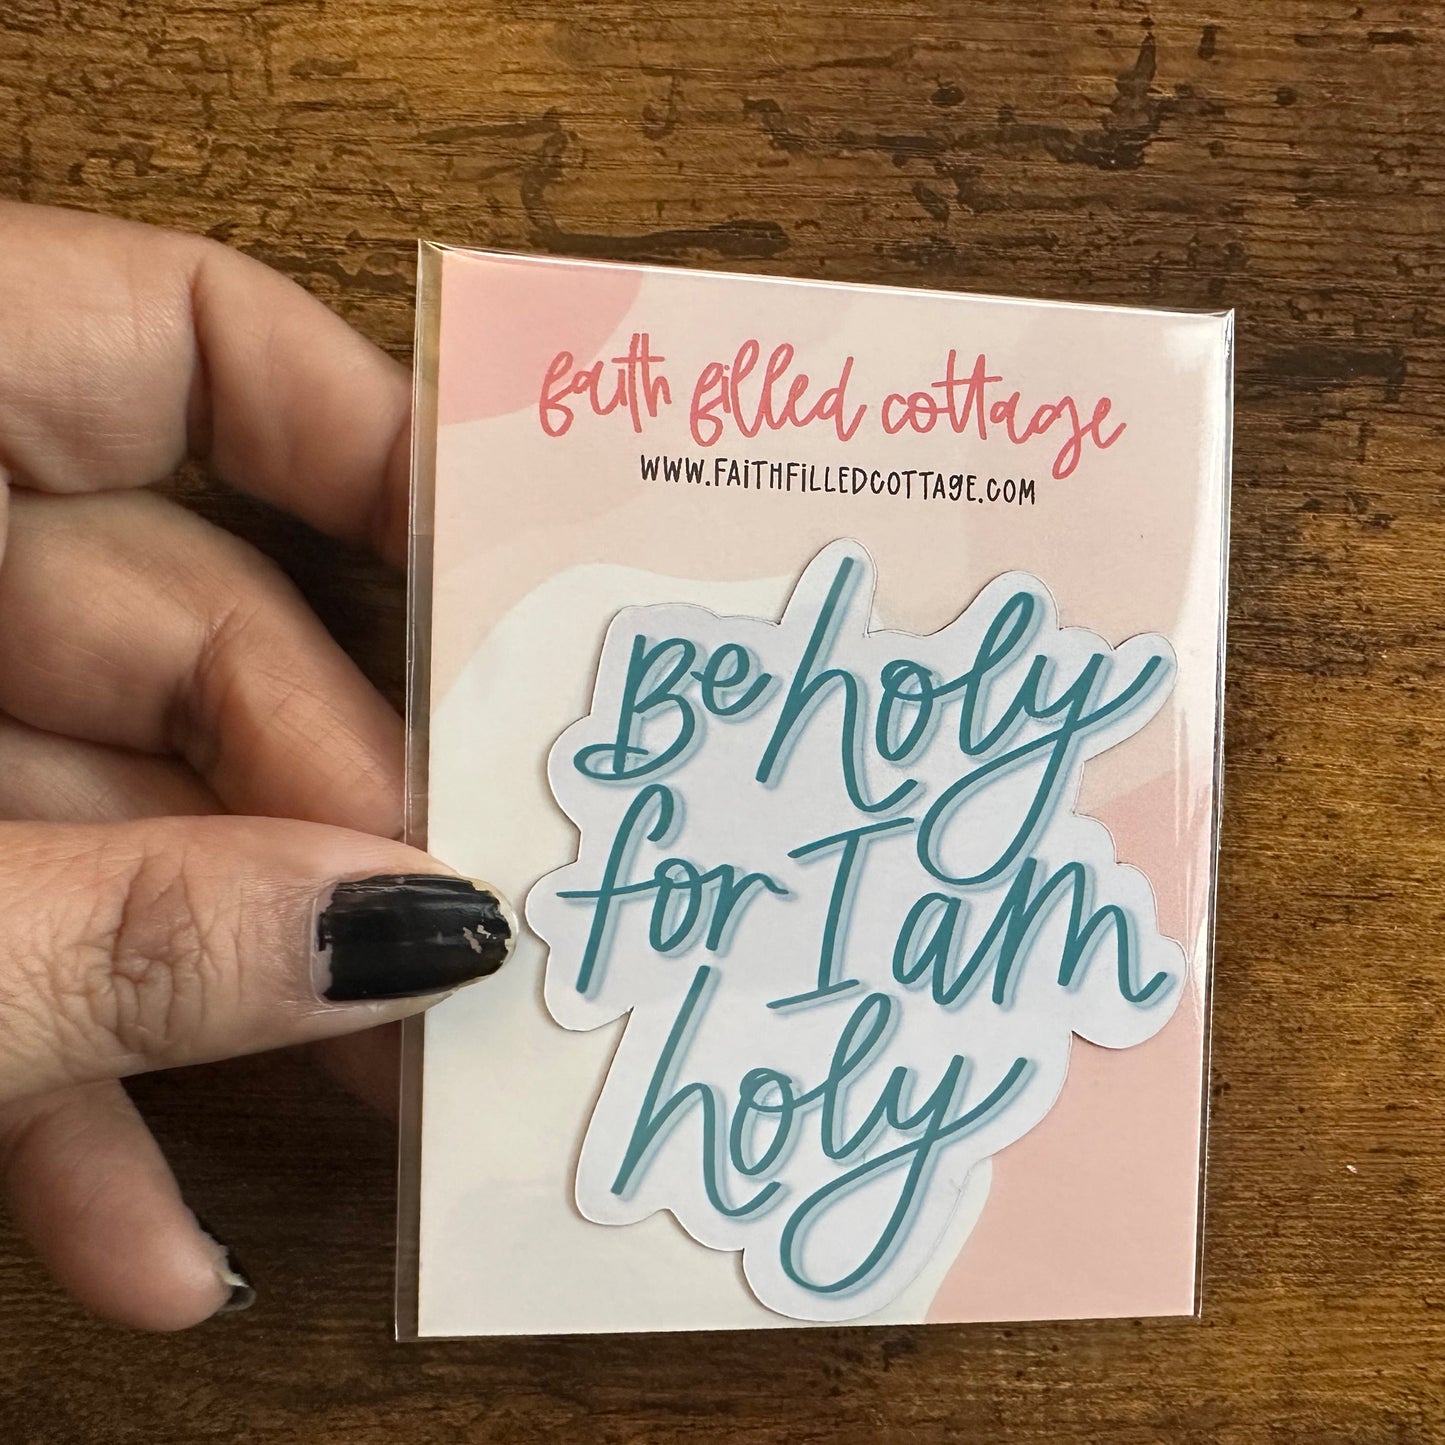 faith filled cottage
WWW.FAiTHFiLLEDCOTTAGE.COM
Be holy
for I am
holy